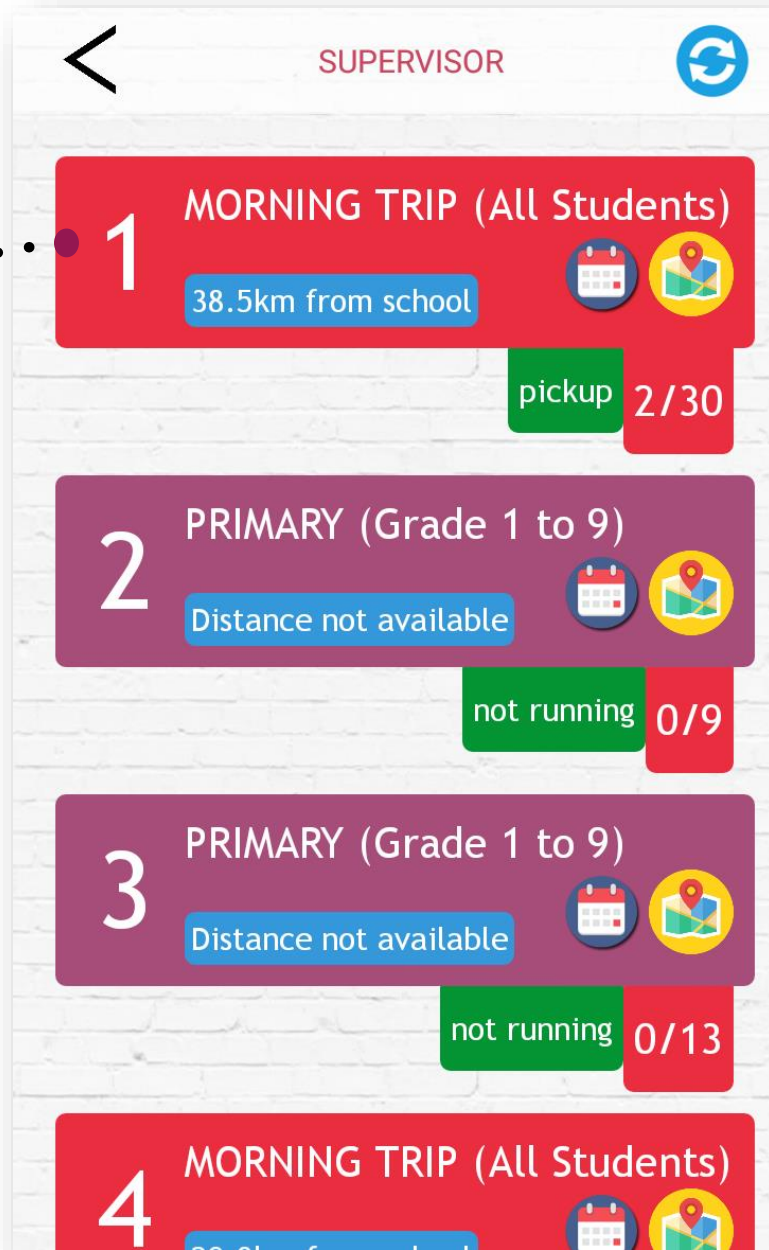 SUPERVISOR
1
MORNING TRIP (All Students)
38.5km from school
pickup 2/30
2
PRIMARY (Grade 1 to 9)
Distance not available
not running 0/9
3
PRIMARY (Grade 1 to 9)
Distance not available
not running 0/13
4
MORNING TRIP (All Students)
from school